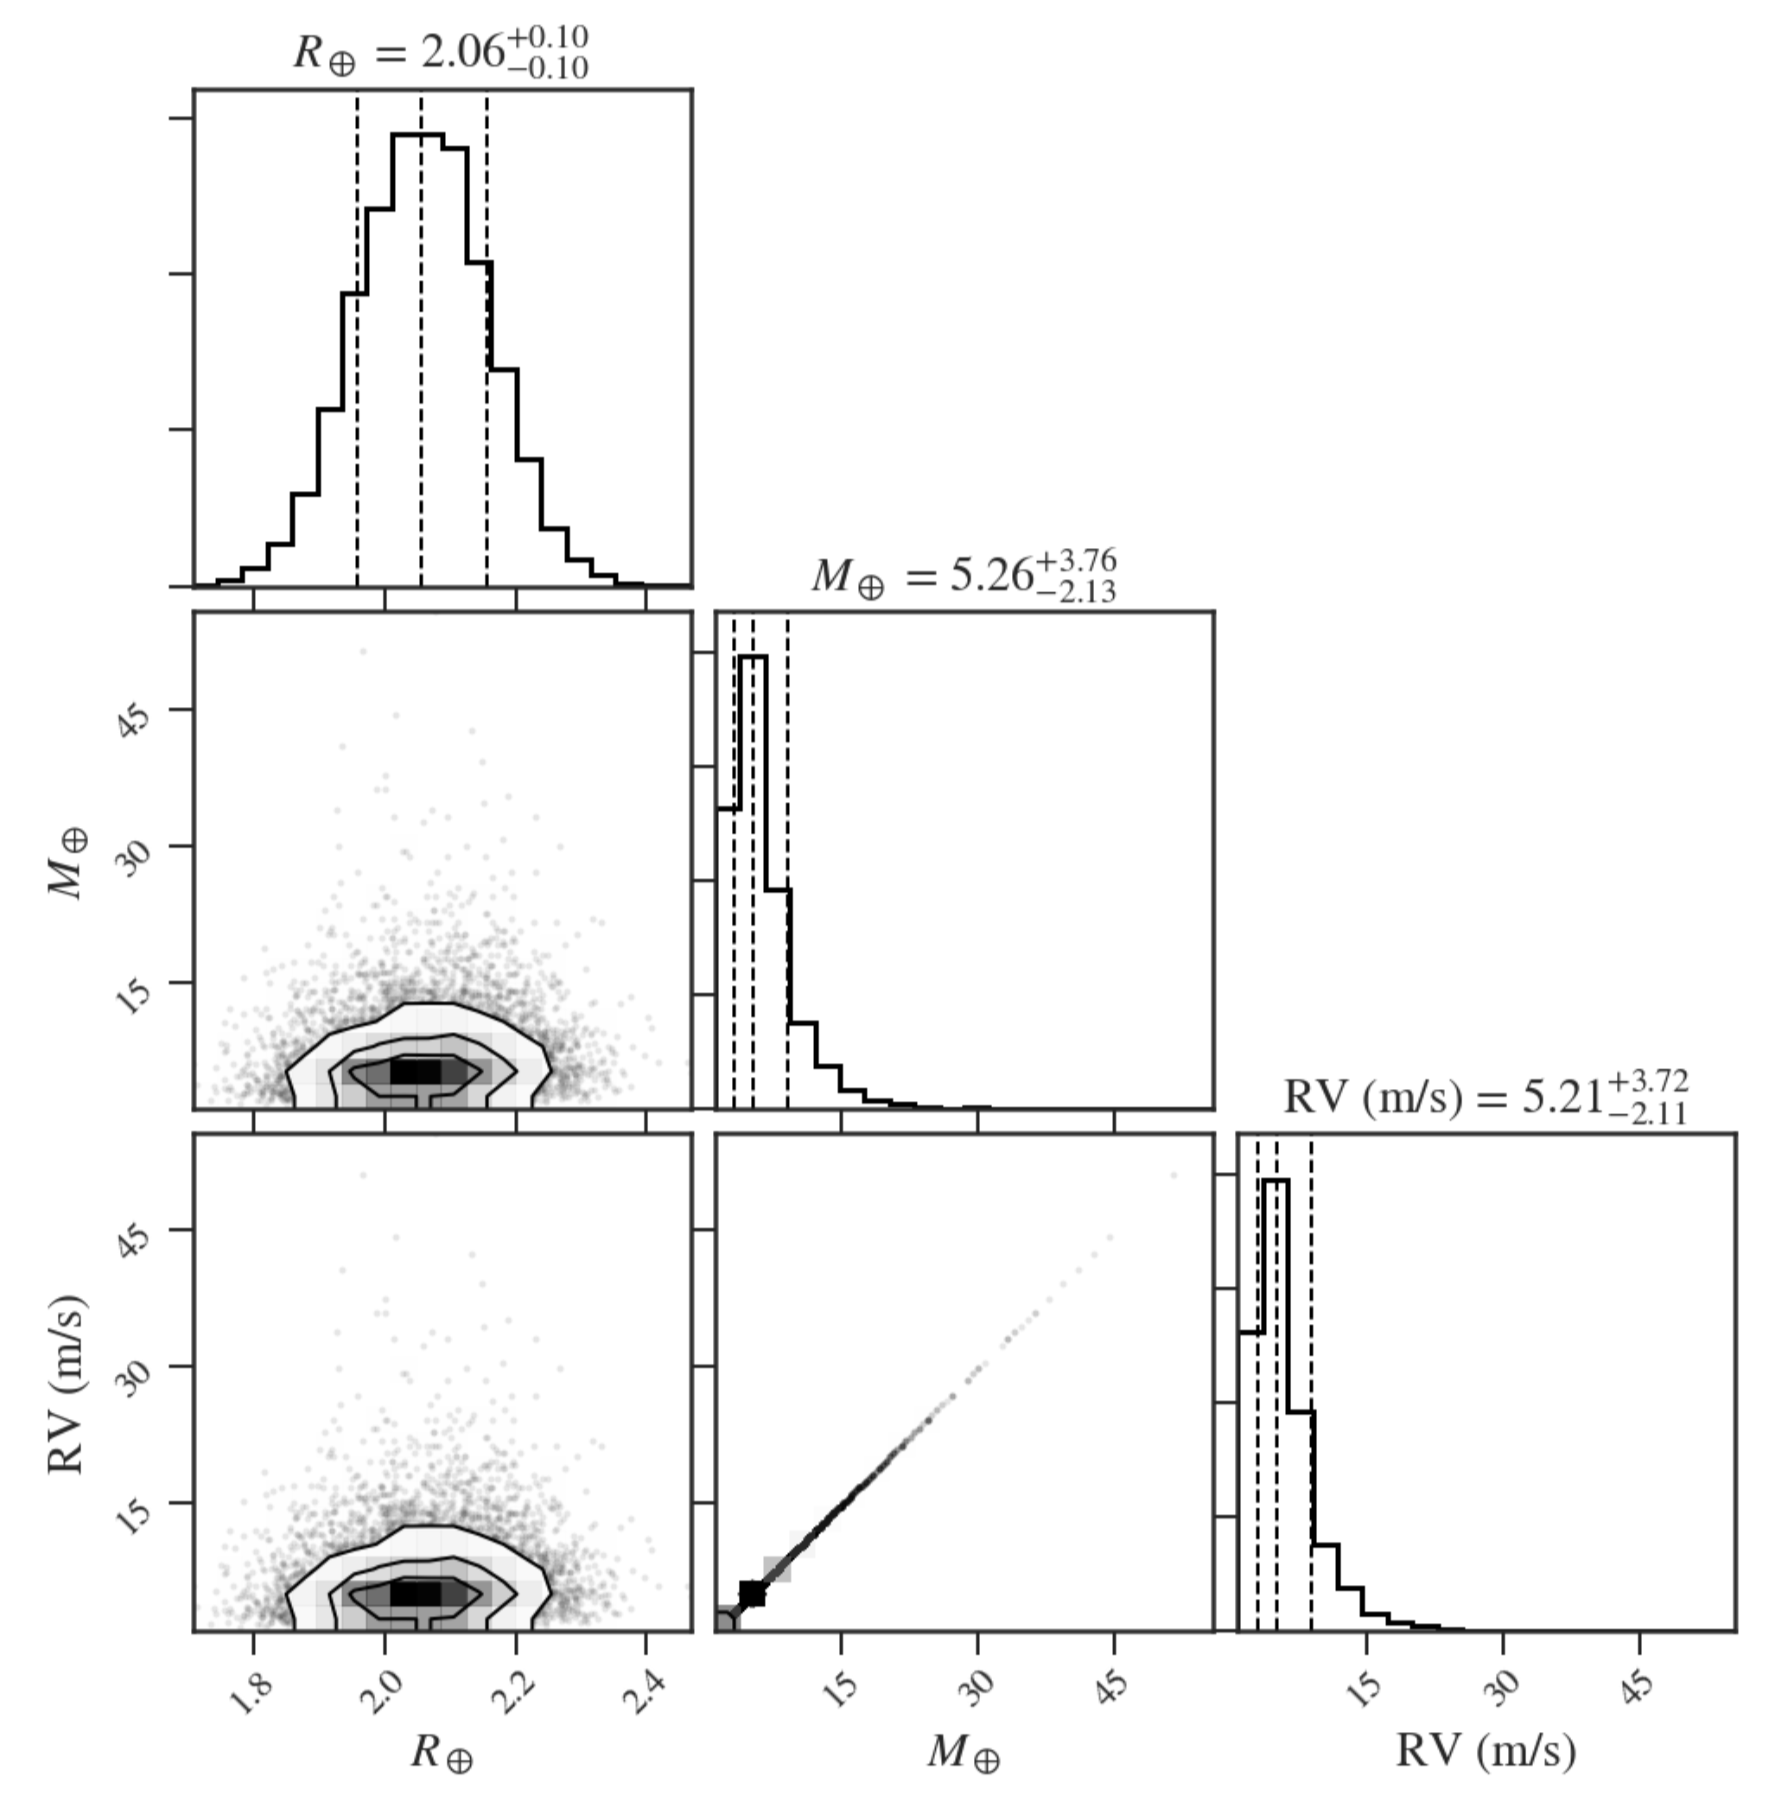 R⊕ = 2.06 +0.10 −0.10
M⊕ = 5.26 +3.76 −2.13
45
30
15
M⊕
RV (m/s) = 5.21 +3.72 −2.11
45
30
15
RV (m/s)
1.8 2.0 2.2 2.4 15 30 45 15 30 45
R⊕ M⊕ RV (m/s)